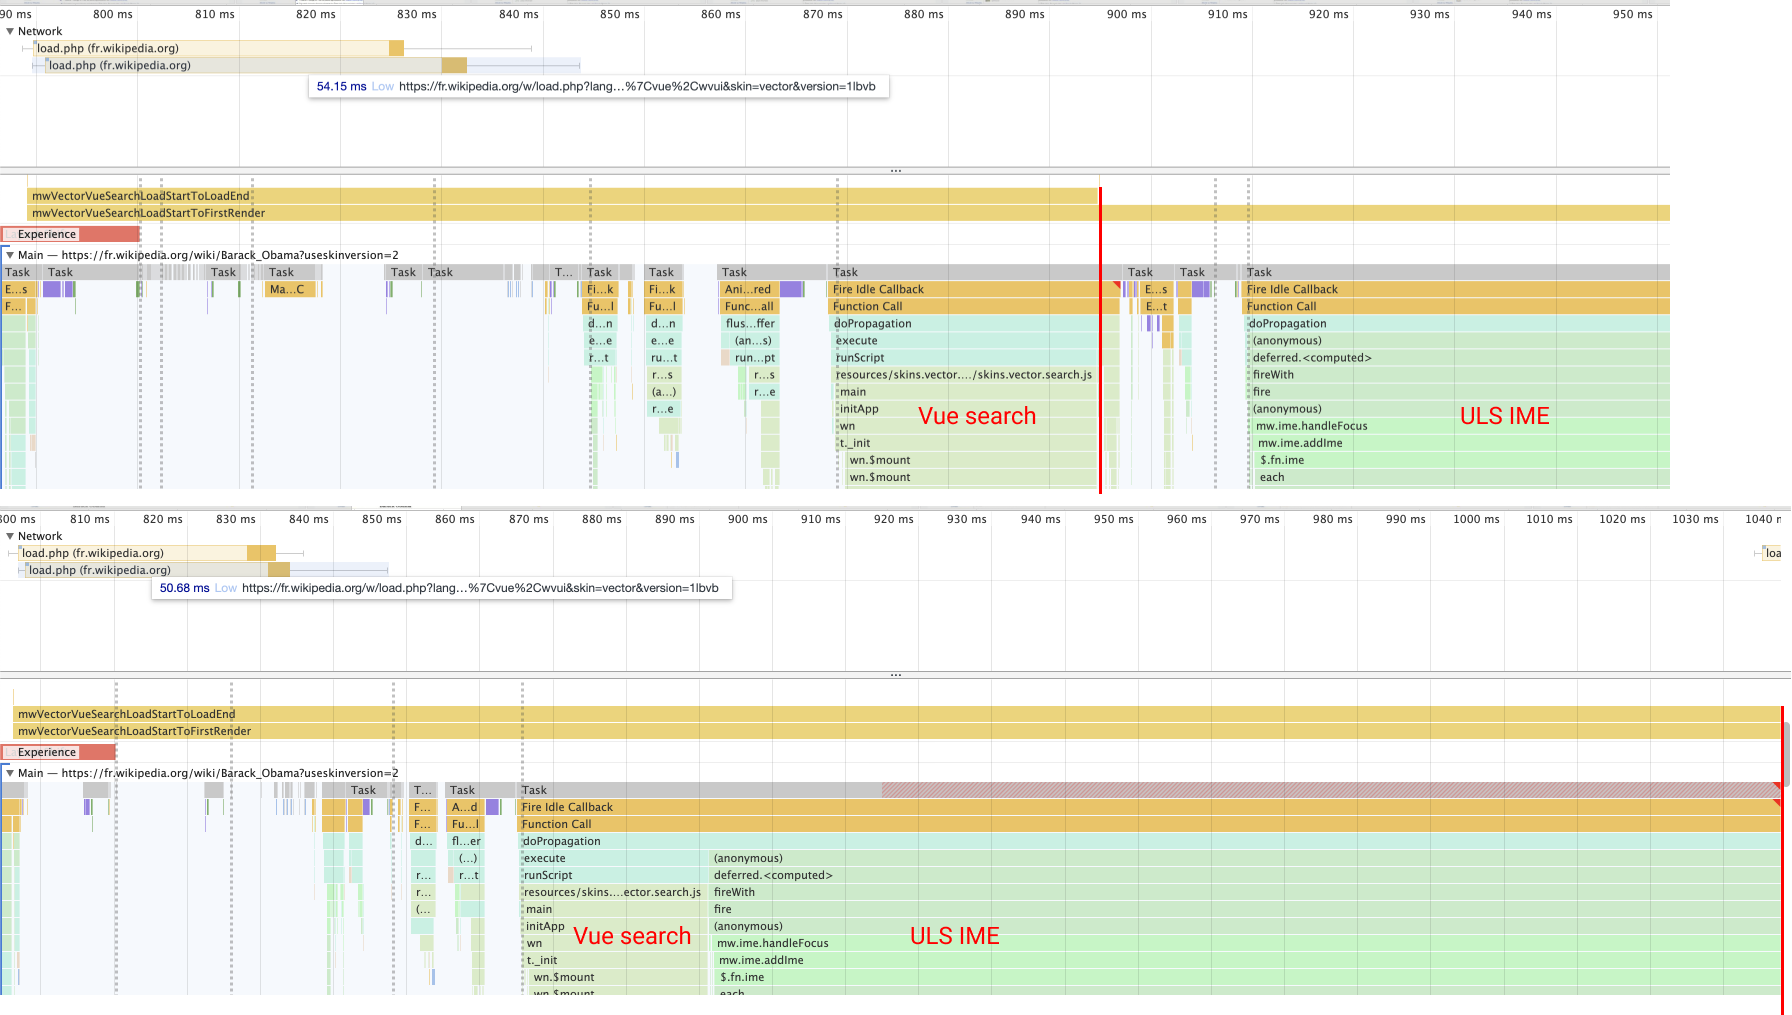 90 ms 800 ms 810 ms 820 ms 830 ms 840 ms 850 ms 860 ms 870 ms 880 ms 890 ms 900 ms 910 ms 920 ms 930 ms 940 ms 950 ms
▼ Network
load.php (fr.wikipedia.org)
load.php (fr.wikipedia.org)
54.15 ms Low https://fr.wikipedia.org/w/load.php?lang…%7Cvue%2Cwvui&skin=vector&version=1lbvb
...
mwVectorVueSearchLoadStartToLoadEnd
mwVectorVueSearchLoadStartToFirstRender
Experience
▼ Main — https://fr.wikipedia.org/wiki/Barack_Obama?useskinversion=2
Task Task Task Task Task Task T... Task Task Task Task Task Task Task
E...s Ma...C Fi...k Fi...k Ani...red Fire Idle Callback E...s Fire Idle Callback
F... Fu...l Fu...l Func...all Function Call E...t Function Call
d...n d...n flus...ffer doPropagation doPropagation
e...e e...e (an...s) execute (anonymous)
r...t ru...t run...pt runScript deferred.<computed>
r...s r...s resources/skins.vector..../skins.vector.search.js fireWith
(a...) r...e main fire
r...e initApp Vue search (anonymous) ULS IME
wn mw.ime.handleFocus
t._init mw.ime.addIme
wn.$mount $.fn.ime
wn.$mount each
800 ms 810 ms 820 ms 830 ms 840 ms 850 ms 870 ms 880 ms 890 ms 900 ms 910 ms 920 ms 930 ms 940 ms 950 ms 960 ms 970 ms 980 ms 990 ms 1000 ms 1010 ms 1020 ms 1030 ms 1040 m
▼ Network
load.php (fr.wikipedia.org) loa
load.php (fr.wikipedia.org)
50.68 ms Low https://fr.wikipedia.org/w/load.php?lang…%7Cvue%2Cwvui&skin=vector&version=1lbvb
...
mwVectorVueSearchLoadStartToLoadEnd
mwVectorVueSearchLoadStartToFirstRender
Experience
▼ Main — https://fr.wikipedia.org/wiki/Barack_Obama?useskinversion=2
Task T... Task Task
F... A...d Fire Idle Callback
F... Fu...l Function Call
d... fl...er doPropagation
(...) execute (anonymous)
r... r...t runScript deferred.<computed>
r... resources/skins....ector.search.js fireWith
(... main fire
initApp (anonymous)
Vue search ULS IME
wn mw.ime.handleFocus
t._init mw.ime.addIme
wn.$mount $.fn.ime
wn.$mount each